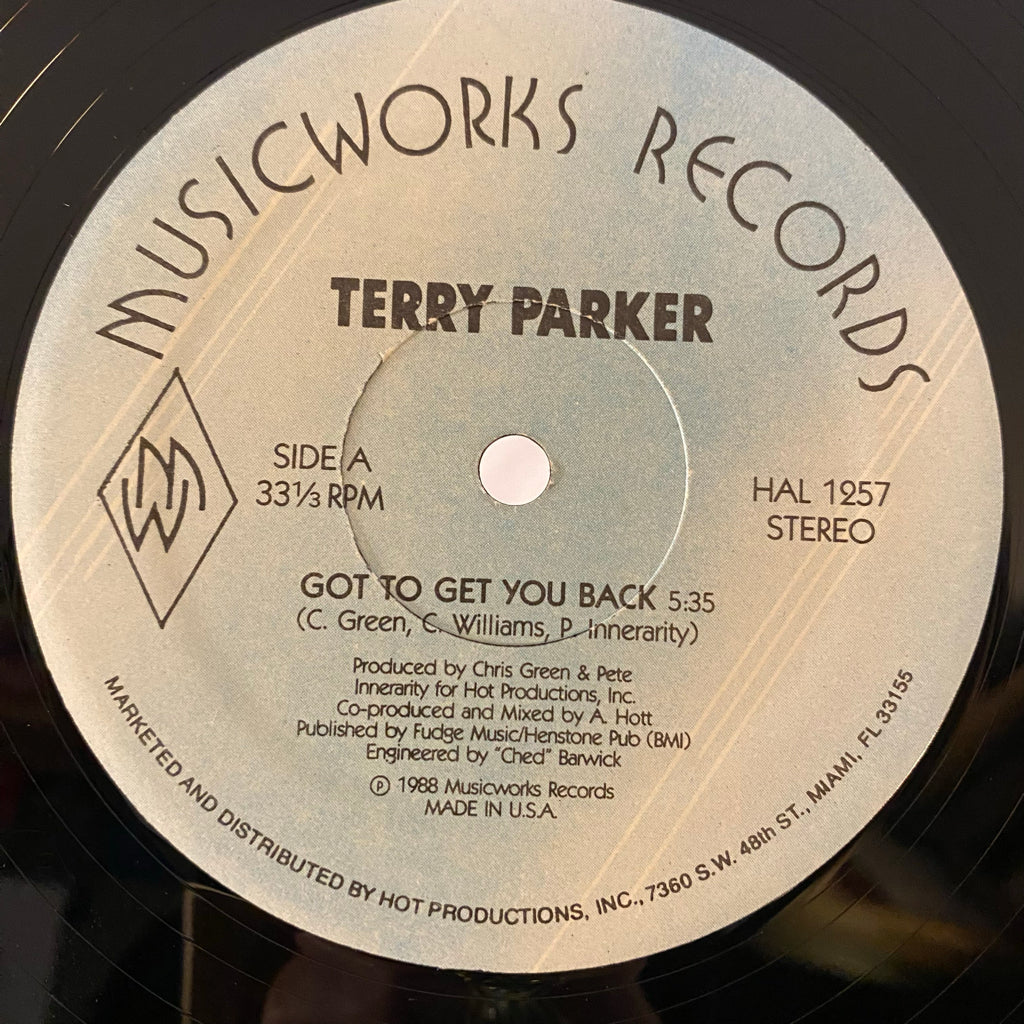 MUSICWORKS RECORDS
TERRY PARKER
SIDE A
33⅓ RPM
HAL 1257
STEREO
GOT TO GET YOU BACK 5:35
(C. Green, C. Williams, P. Innerarity)
Produced by Chris Green & Pete
Innerarity for Hot Productions, Inc.
Co-produced and Mixed by A. Hott
Published by Fudge Music/Henstone Pub (BMI)
Engineered by "Ched" Barwick
℗ 1988 Musicworks Records
MADE IN U.S.A.
MARKETED AND DISTRIBUTED BY HOT PRODUCTIONS, INC., 7360 S.W. 48th ST., MIAMI, FL 33155